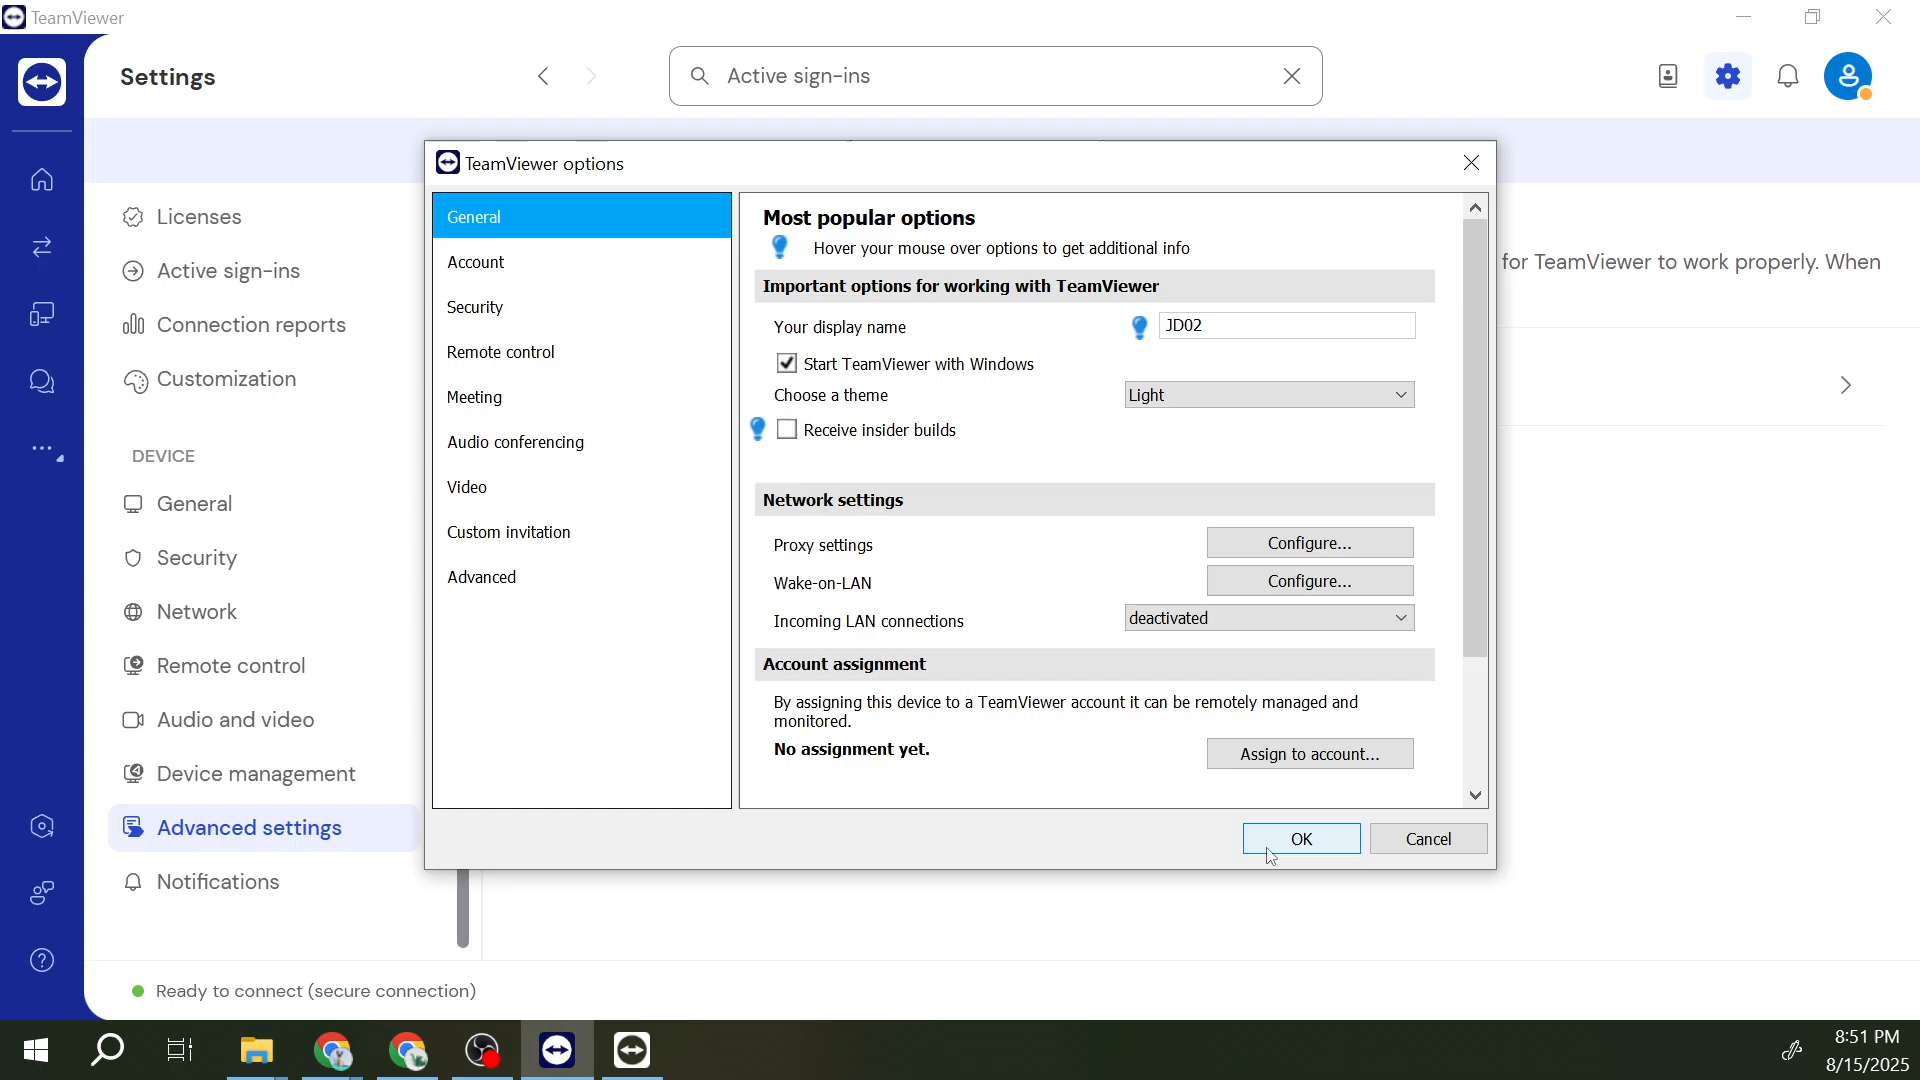 TeamViewer
Settings
Active sign-ins
Licenses
Active sign-ins
Connection reports
Customization
DEVICE
General
Security
Network
Remote control
Audio and video
Device management
Advanced settings
Notifications
Ready to connect (secure connection)
for TeamViewer to work properly. When
TeamViewer options
General
Account
Security
Remote control
Meeting
Audio conferencing
Video
Custom invitation
Advanced
Most popular options
Hover your mouse over options to get additional info
Important options for working with TeamViewer
Your display name
JD02
Start TeamViewer with Windows
Choose a theme
Light
Receive insider builds
Network settings
Proxy settings
Configure...
Wake-on-LAN
Configure...
Incoming LAN connections
deactivated
Account assignment
By assigning this device to a TeamViewer account it can be remotely managed and
monitored.
No assignment yet.
Assign to account...
OK
Cancel
8:51 PM
8/15/2025